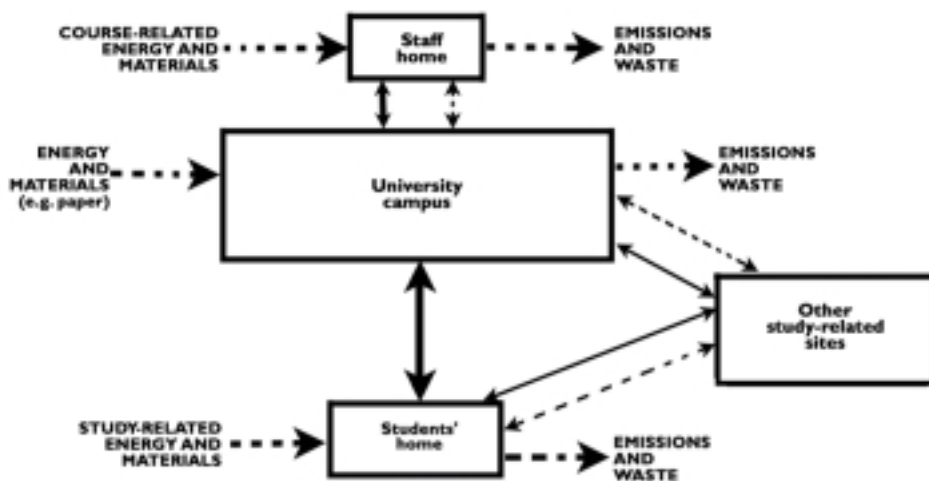 COURSE-RELATED
ENERGY AND
MATERIALS
Staff
home
EMISSIONS
AND
WASTE
ENERGY
AND
MATERIALS
(e.g. paper)
University
campus
EMISSIONS
AND
WASTE
Other
study-related
sites
STUDY-RELATED
ENERGY AND
MATERIALS
Students'
home
EMISSIONS
AND
WASTE